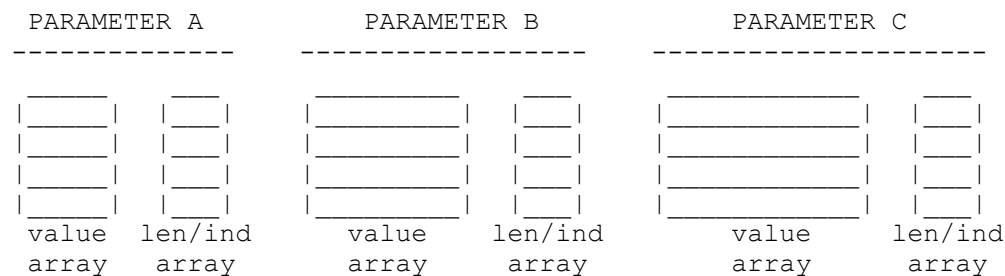 PARAMETER A PARAMETER B PARAMETER C
value len/ind value len/ind value len/ind
array array array array array array